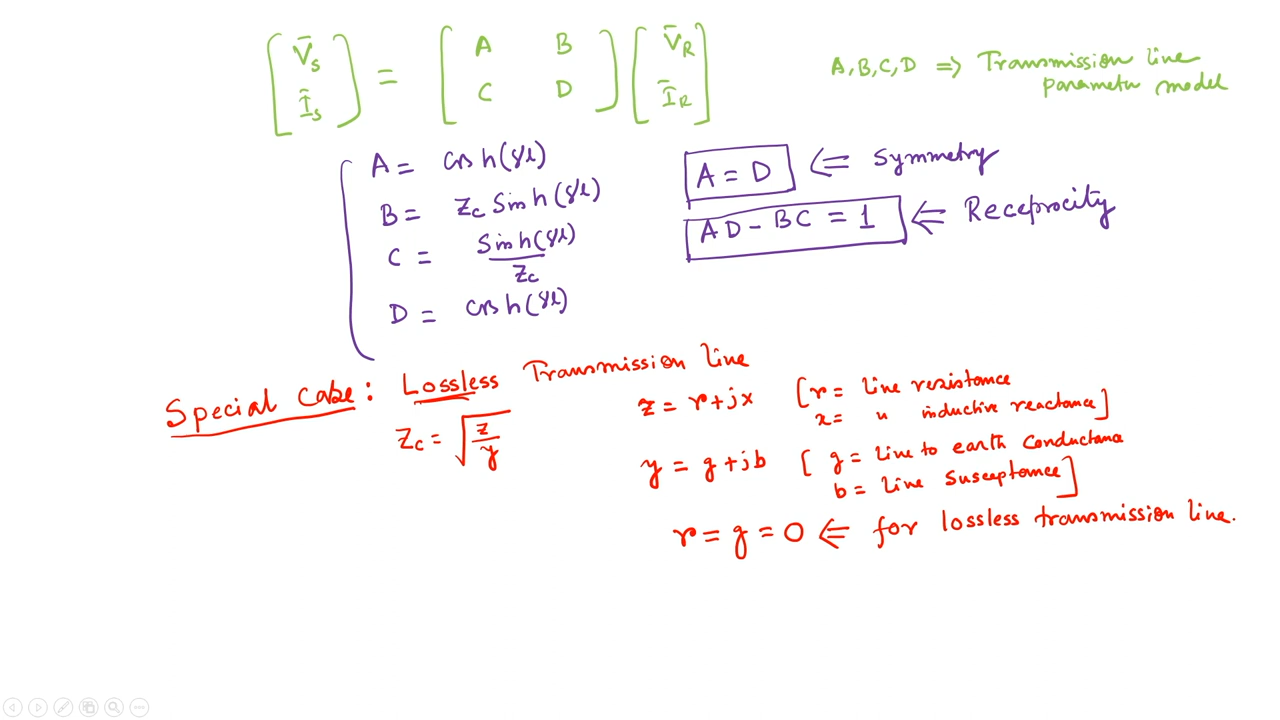 [V̄s Īs] = [A B C D] [V̄R ĪR]
A, B, C, D ⇒ Transmission line
parameter model
A = cosh(γl)
B = Zc Sinh(γl)
C = Sinh(γl) / Zc
D = cosh(γl)
A = D ⇐ Symmetry
AD - BC = 1 ⇐ Receprocity
Special Case: Lossless Transmission line
Zc = √(z/y)
z = r + jx [r = line resistance
x = " inductive reactance]
y = g + jb [g = line to earth conductance
b = line susceptance]
r = g = 0 ⇐ for lossless transmission line.